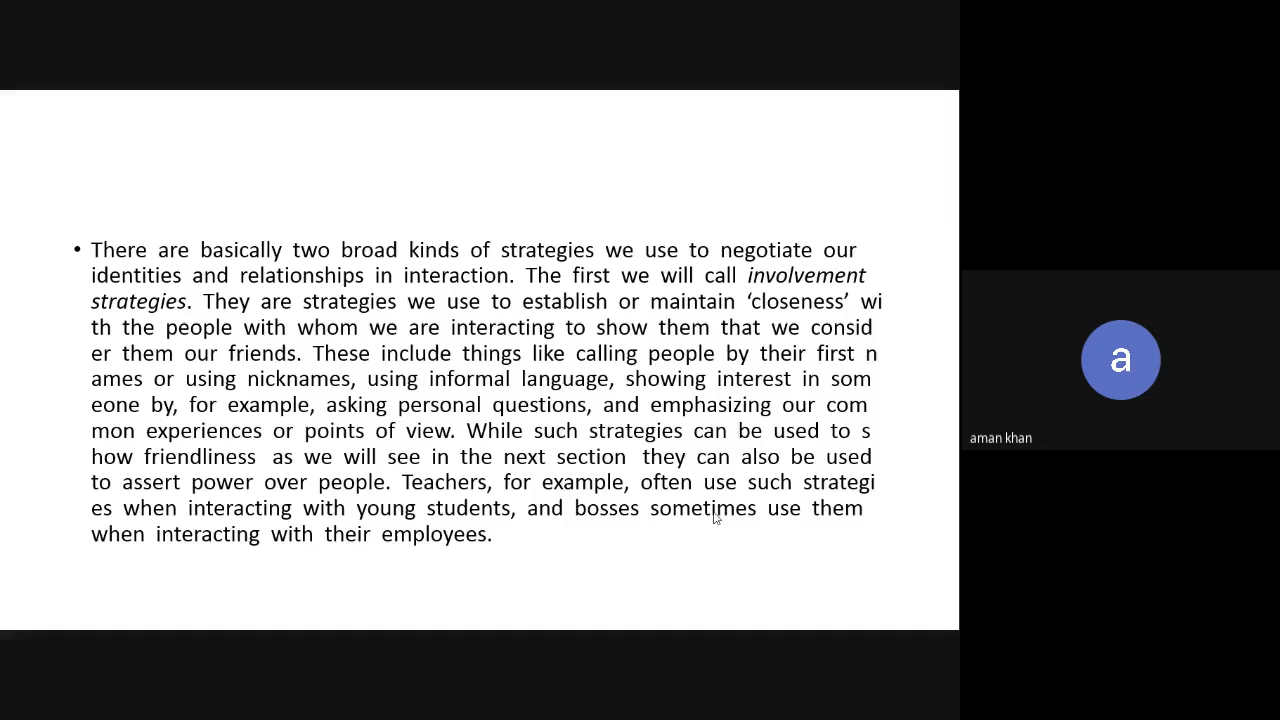 • There are basically two broad kinds of strategies we use to negotiate our
identities and relationships in interaction. The first we will call involvement
strategies. They are strategies we use to establish or maintain ‘closeness’ wi
th the people with whom we are interacting to show them that we consid
er them our friends. These include things like calling people by their first n
ames or using nicknames, using informal language, showing interest in som
eone by, for example, asking personal questions, and emphasizing our com
mon experiences or points of view. While such strategies can be used to s
how friendliness as we will see in the next section they can also be used
to assert power over people. Teachers, for example, often use such strategi
es when interacting with young students, and bosses sometimes use them
when interacting with their employees.
a
aman khan